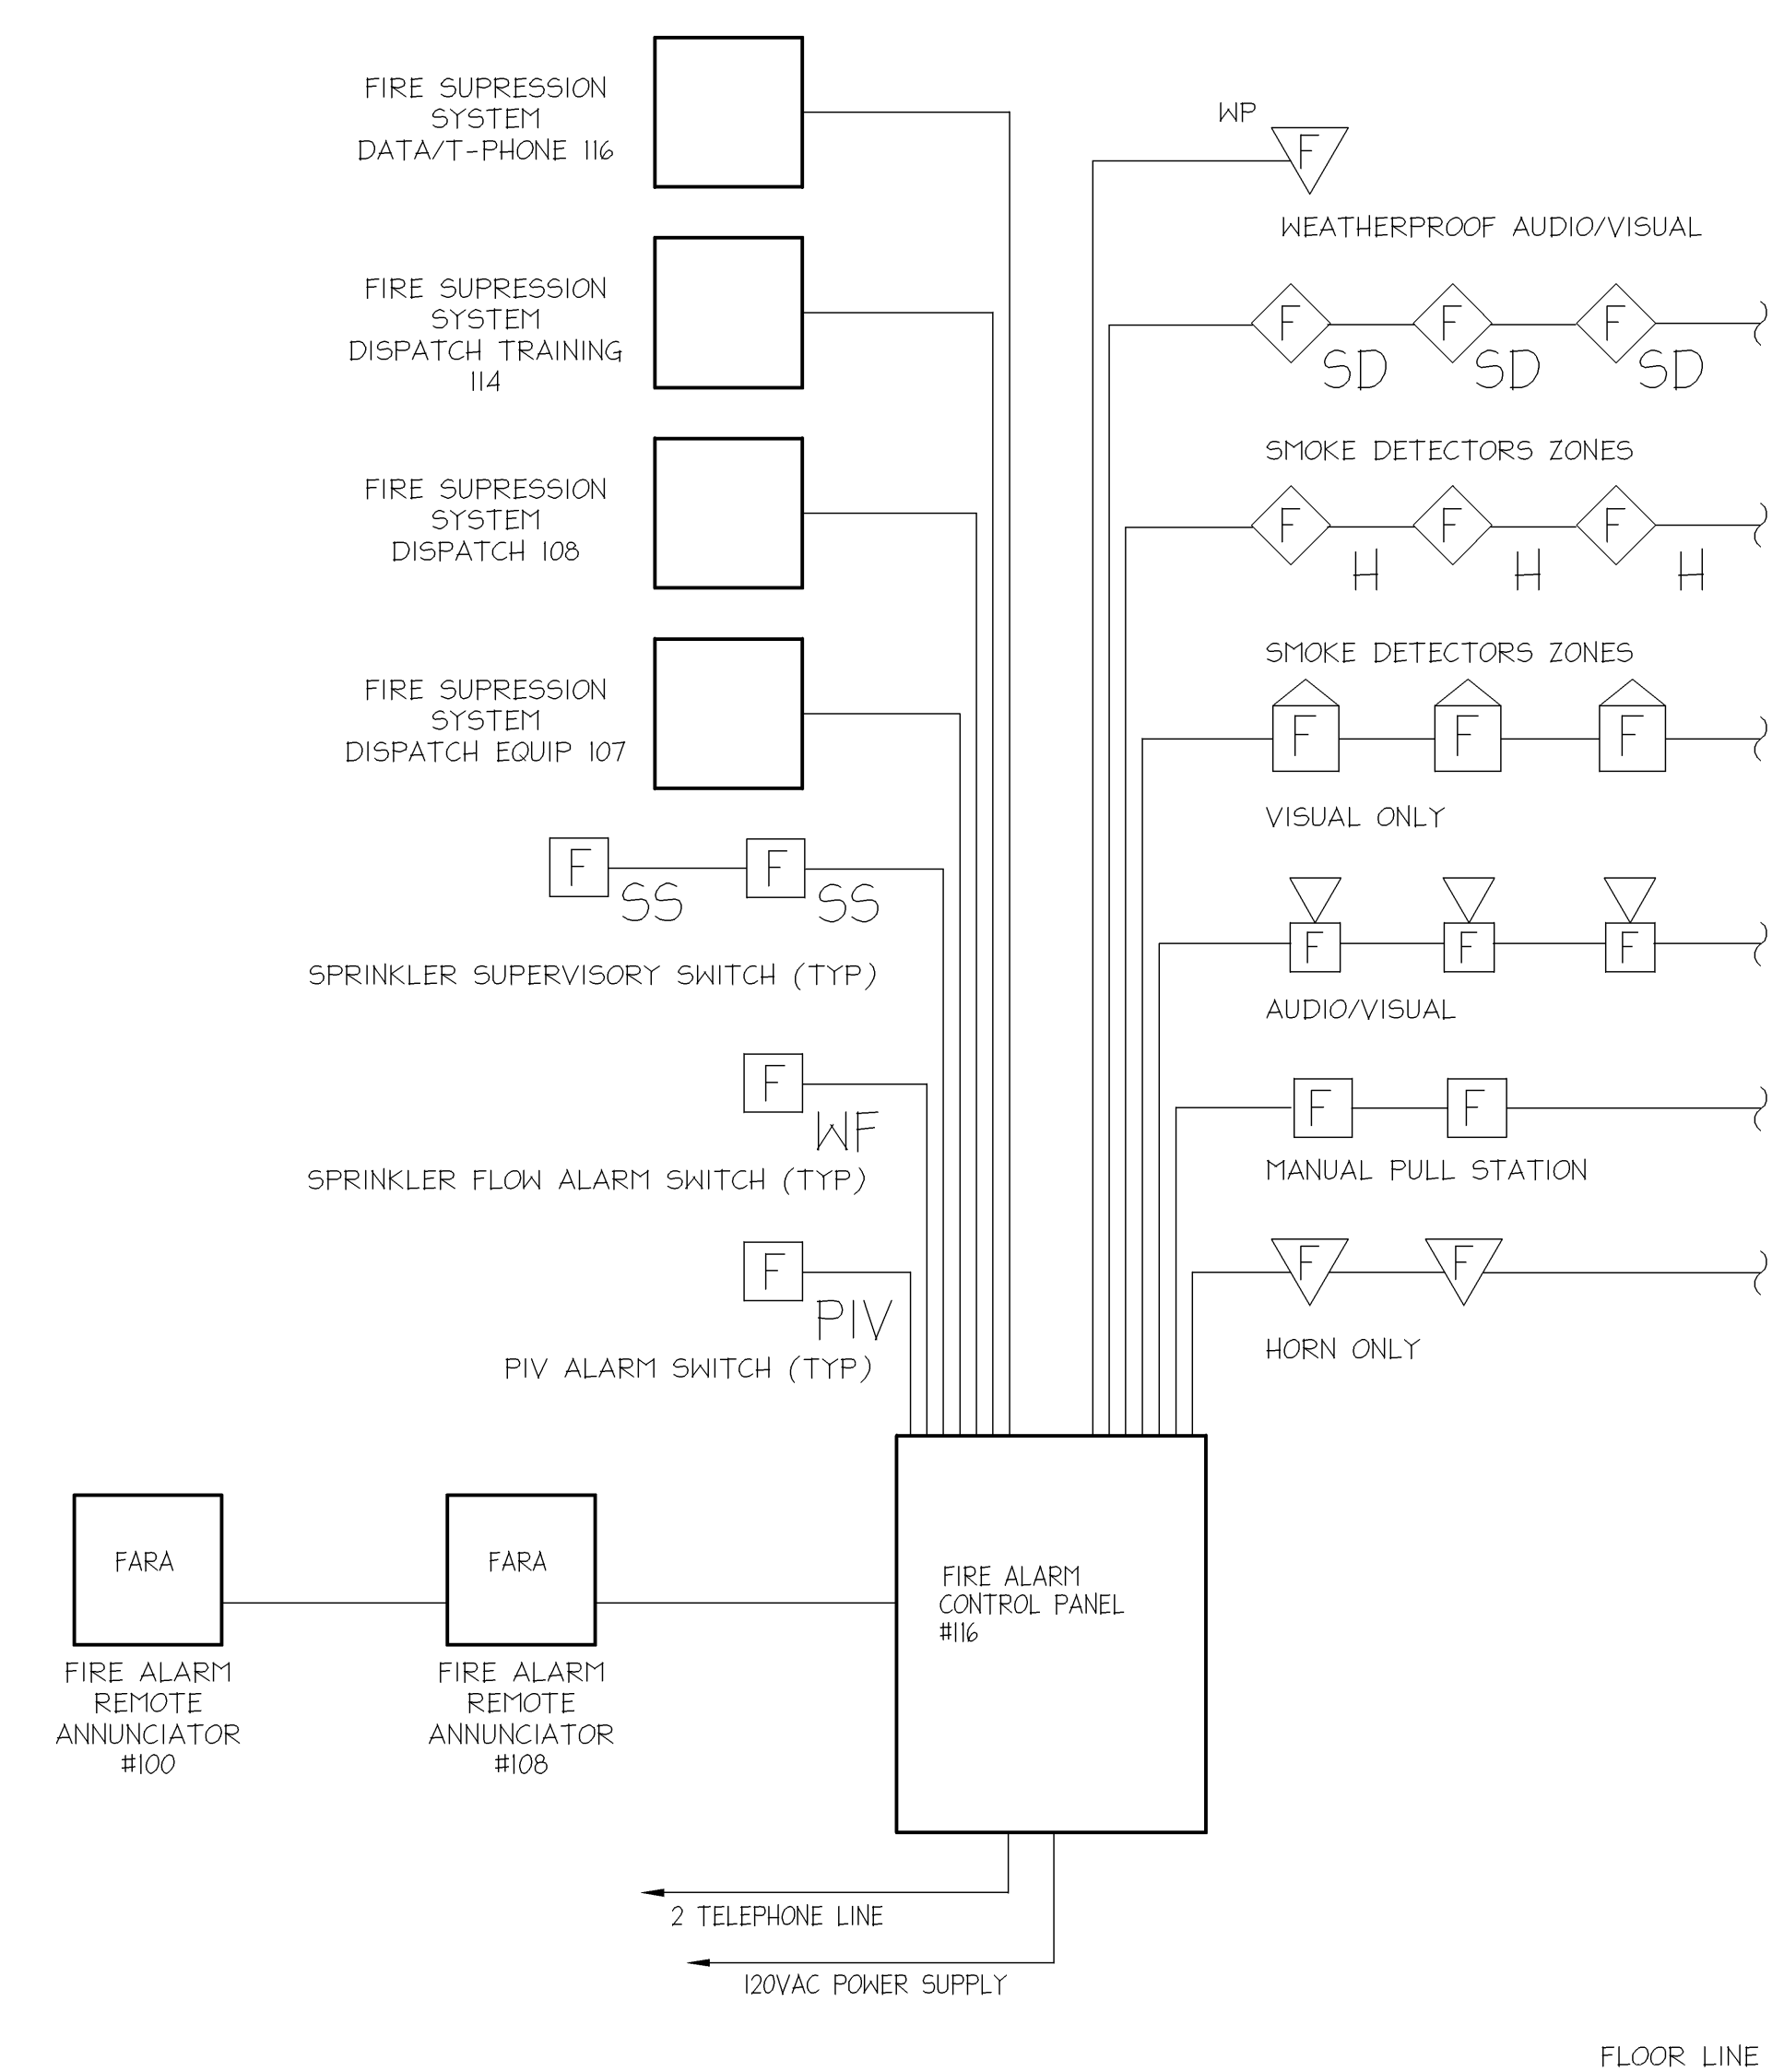 FIRE SUPRESSION
SYSTEM
DATA/T-PHONE 116
FIRE SUPRESSION
SYSTEM
DISPATCH TRAINING
114
FIRE SUPRESSION
SYSTEM
DISPATCH 108
FIRE SUPRESSION
SYSTEM
DISPATCH EQUIP 107
F F
SS SS
SPRINKLER SUPERVISORY SWITCH (TYP)
F
WF
SPRINKLER FLOW ALARM SWITCH (TYP)
F
PIV
PIV ALARM SWITCH (TYP)
WP
F
WEATHERPROOF AUDIO/VISUAL
F F F
SD SD SD
SMOKE DETECTORS ZONES
F F F
H H H
SMOKE DETECTORS ZONES
F F F
VISUAL ONLY
F F F
AUDIO/VISUAL
F F
MANUAL PULL STATION
F F
HORN ONLY
FARA
FIRE ALARM
REMOTE
ANNUNCIATOR
#100
FARA
FIRE ALARM
REMOTE
ANNUNCIATOR
#108
FIRE ALARM
CONTROL PANEL
#116
2 TELEPHONE LINE
120VAC POWER SUPPLY
FLOOR LINE